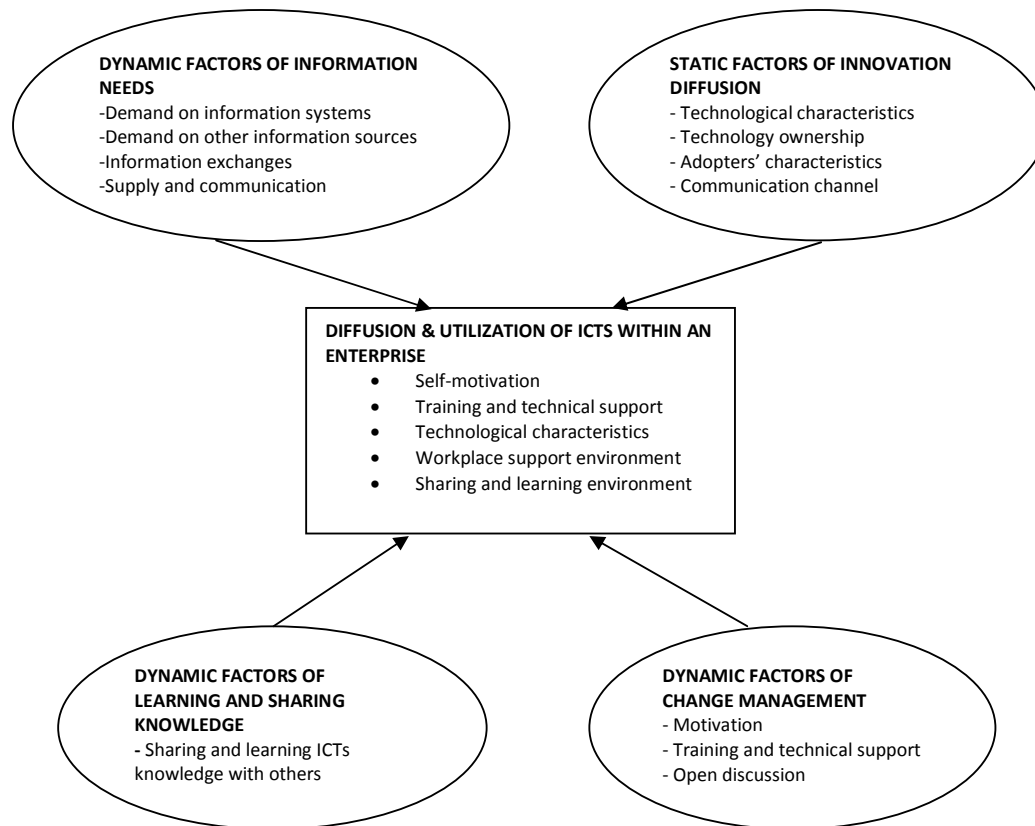 DYNAMIC FACTORS OF INFORMATION
NEEDS
-Demand on information systems
-Demand on other information sources
-Information exchanges
-Supply and communication
STATIC FACTORS OF INNOVATION
DIFFUSION
- Technological characteristics
- Technology ownership
- Adopters’ characteristics
- Communication channel
DIFFUSION & UTILIZATION OF ICTS WITHIN AN
ENTERPRISE
• Self-motivation
• Training and technical support
• Technological characteristics
• Workplace support environment
• Sharing and learning environment
DYNAMIC FACTORS OF
LEARNING AND SHARING
KNOWLEDGE
- Sharing and learning ICTs
knowledge with others
DYNAMIC FACTORS OF
CHANGE MANAGEMENT
- Motivation
- Training and technical support
- Open discussion